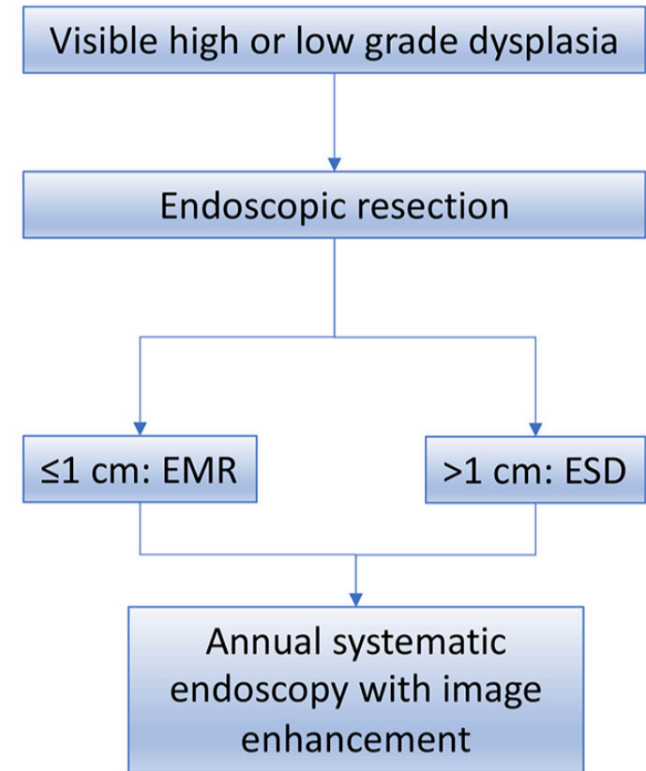 Visible high or low grade dysplasia
Endoscopic resection
≤1 cm: EMR
>1 cm: ESD
Annual systematic
endoscopy with image
enhancement